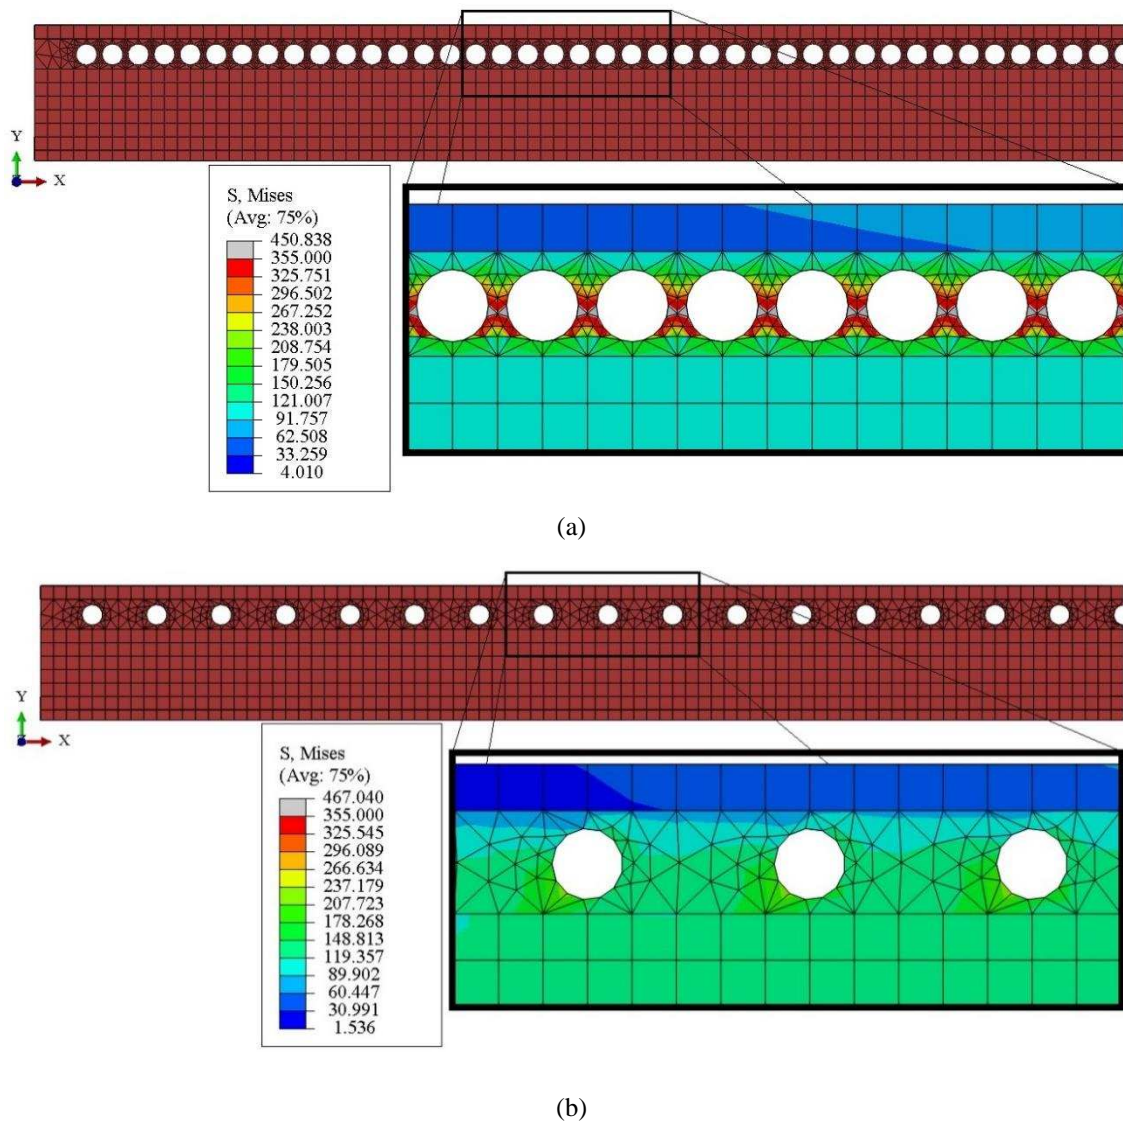 Y
Z X
S, Mises
(Avg: 75%)
450.838
355.000
325.751
296.502
267.252
238.003
208.754
179.505
150.256
121.007
91.757
62.508
33.259
4.010
(a)
Y
Z X
S, Mises
(Avg: 75%)
467.040
355.000
325.545
296.089
266.634
237.179
207.723
178.268
148.813
119.357
89.902
60.447
30.991
1.536
(b)